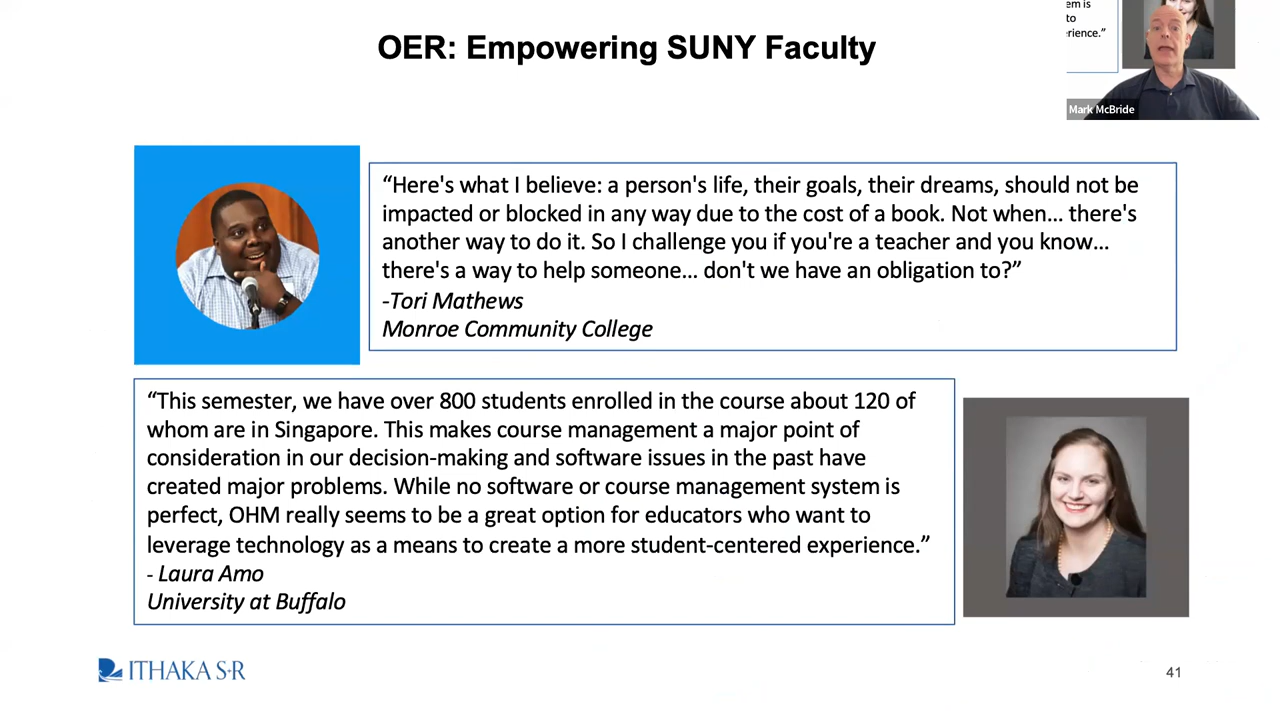 OER: Empowering SUNY Faculty
em is
to
rience.”
Mark McBride
“Here's what I believe: a person's life, their goals, their dreams, should not be
impacted or blocked in any way due to the cost of a book. Not when… there's
another way to do it. So I challenge you if you're a teacher and you know…
there's a way to help someone… don't we have an obligation to?”
-Tori Mathews
Monroe Community College
“This semester, we have over 800 students enrolled in the course about 120 of
whom are in Singapore. This makes course management a major point of
consideration in our decision-making and software issues in the past have
created major problems. While no software or course management system is
perfect, OHM really seems to be a great option for educators who want to
leverage technology as a means to create a more student-centered experience.”
- Laura Amo
University at Buffalo
ITHAKA S·R
41